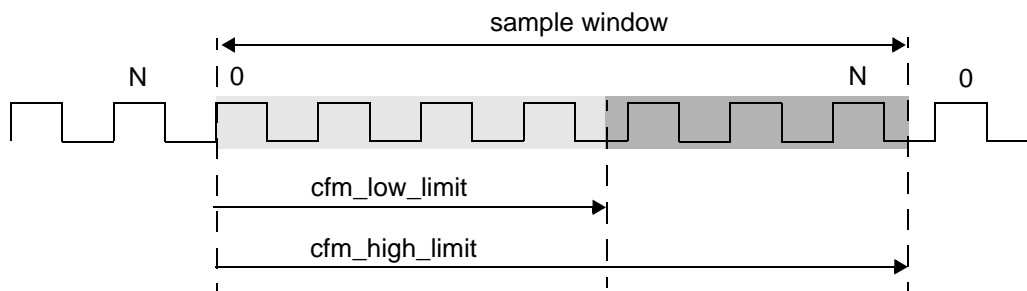 sample window
N 0 N 0
cfm_low_limit
cfm_high_limit